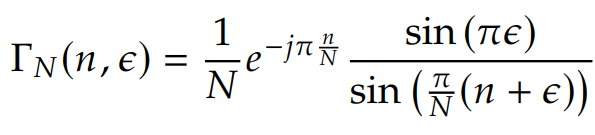 Γ_N(n, ϵ) = \frac{1}{N} e^{-jπ\frac{n}{N}} \frac{\sin(πϵ)}{\sin(\frac{π}{N}(n + ϵ))}